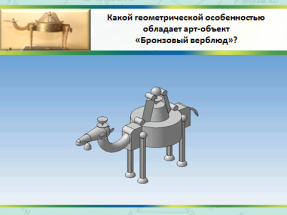 Какой геометрической особенностью
обладает арт-объект
«Бронзовый верблюд»?